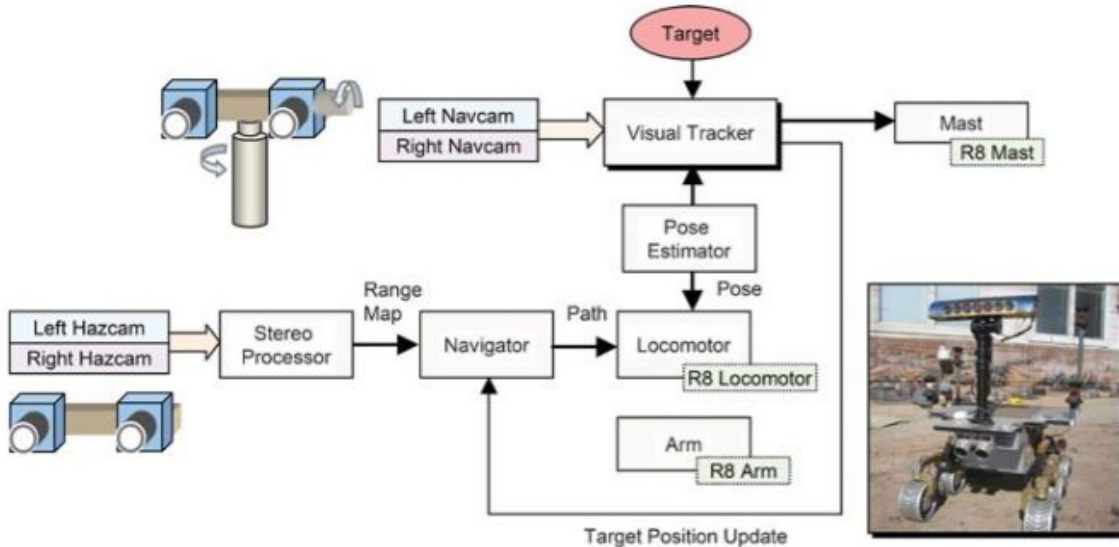 Target
Left Navcam
Right Navcam
Visual Tracker
Mast
R8 Mast
Pose
Estimator
Pose
Range
Map
Path
Left Hazcam
Right Hazcam
Stereo
Processor
Navigator
Locomotor
R8 Locomotor
Arm
R8 Arm
Target Position Update